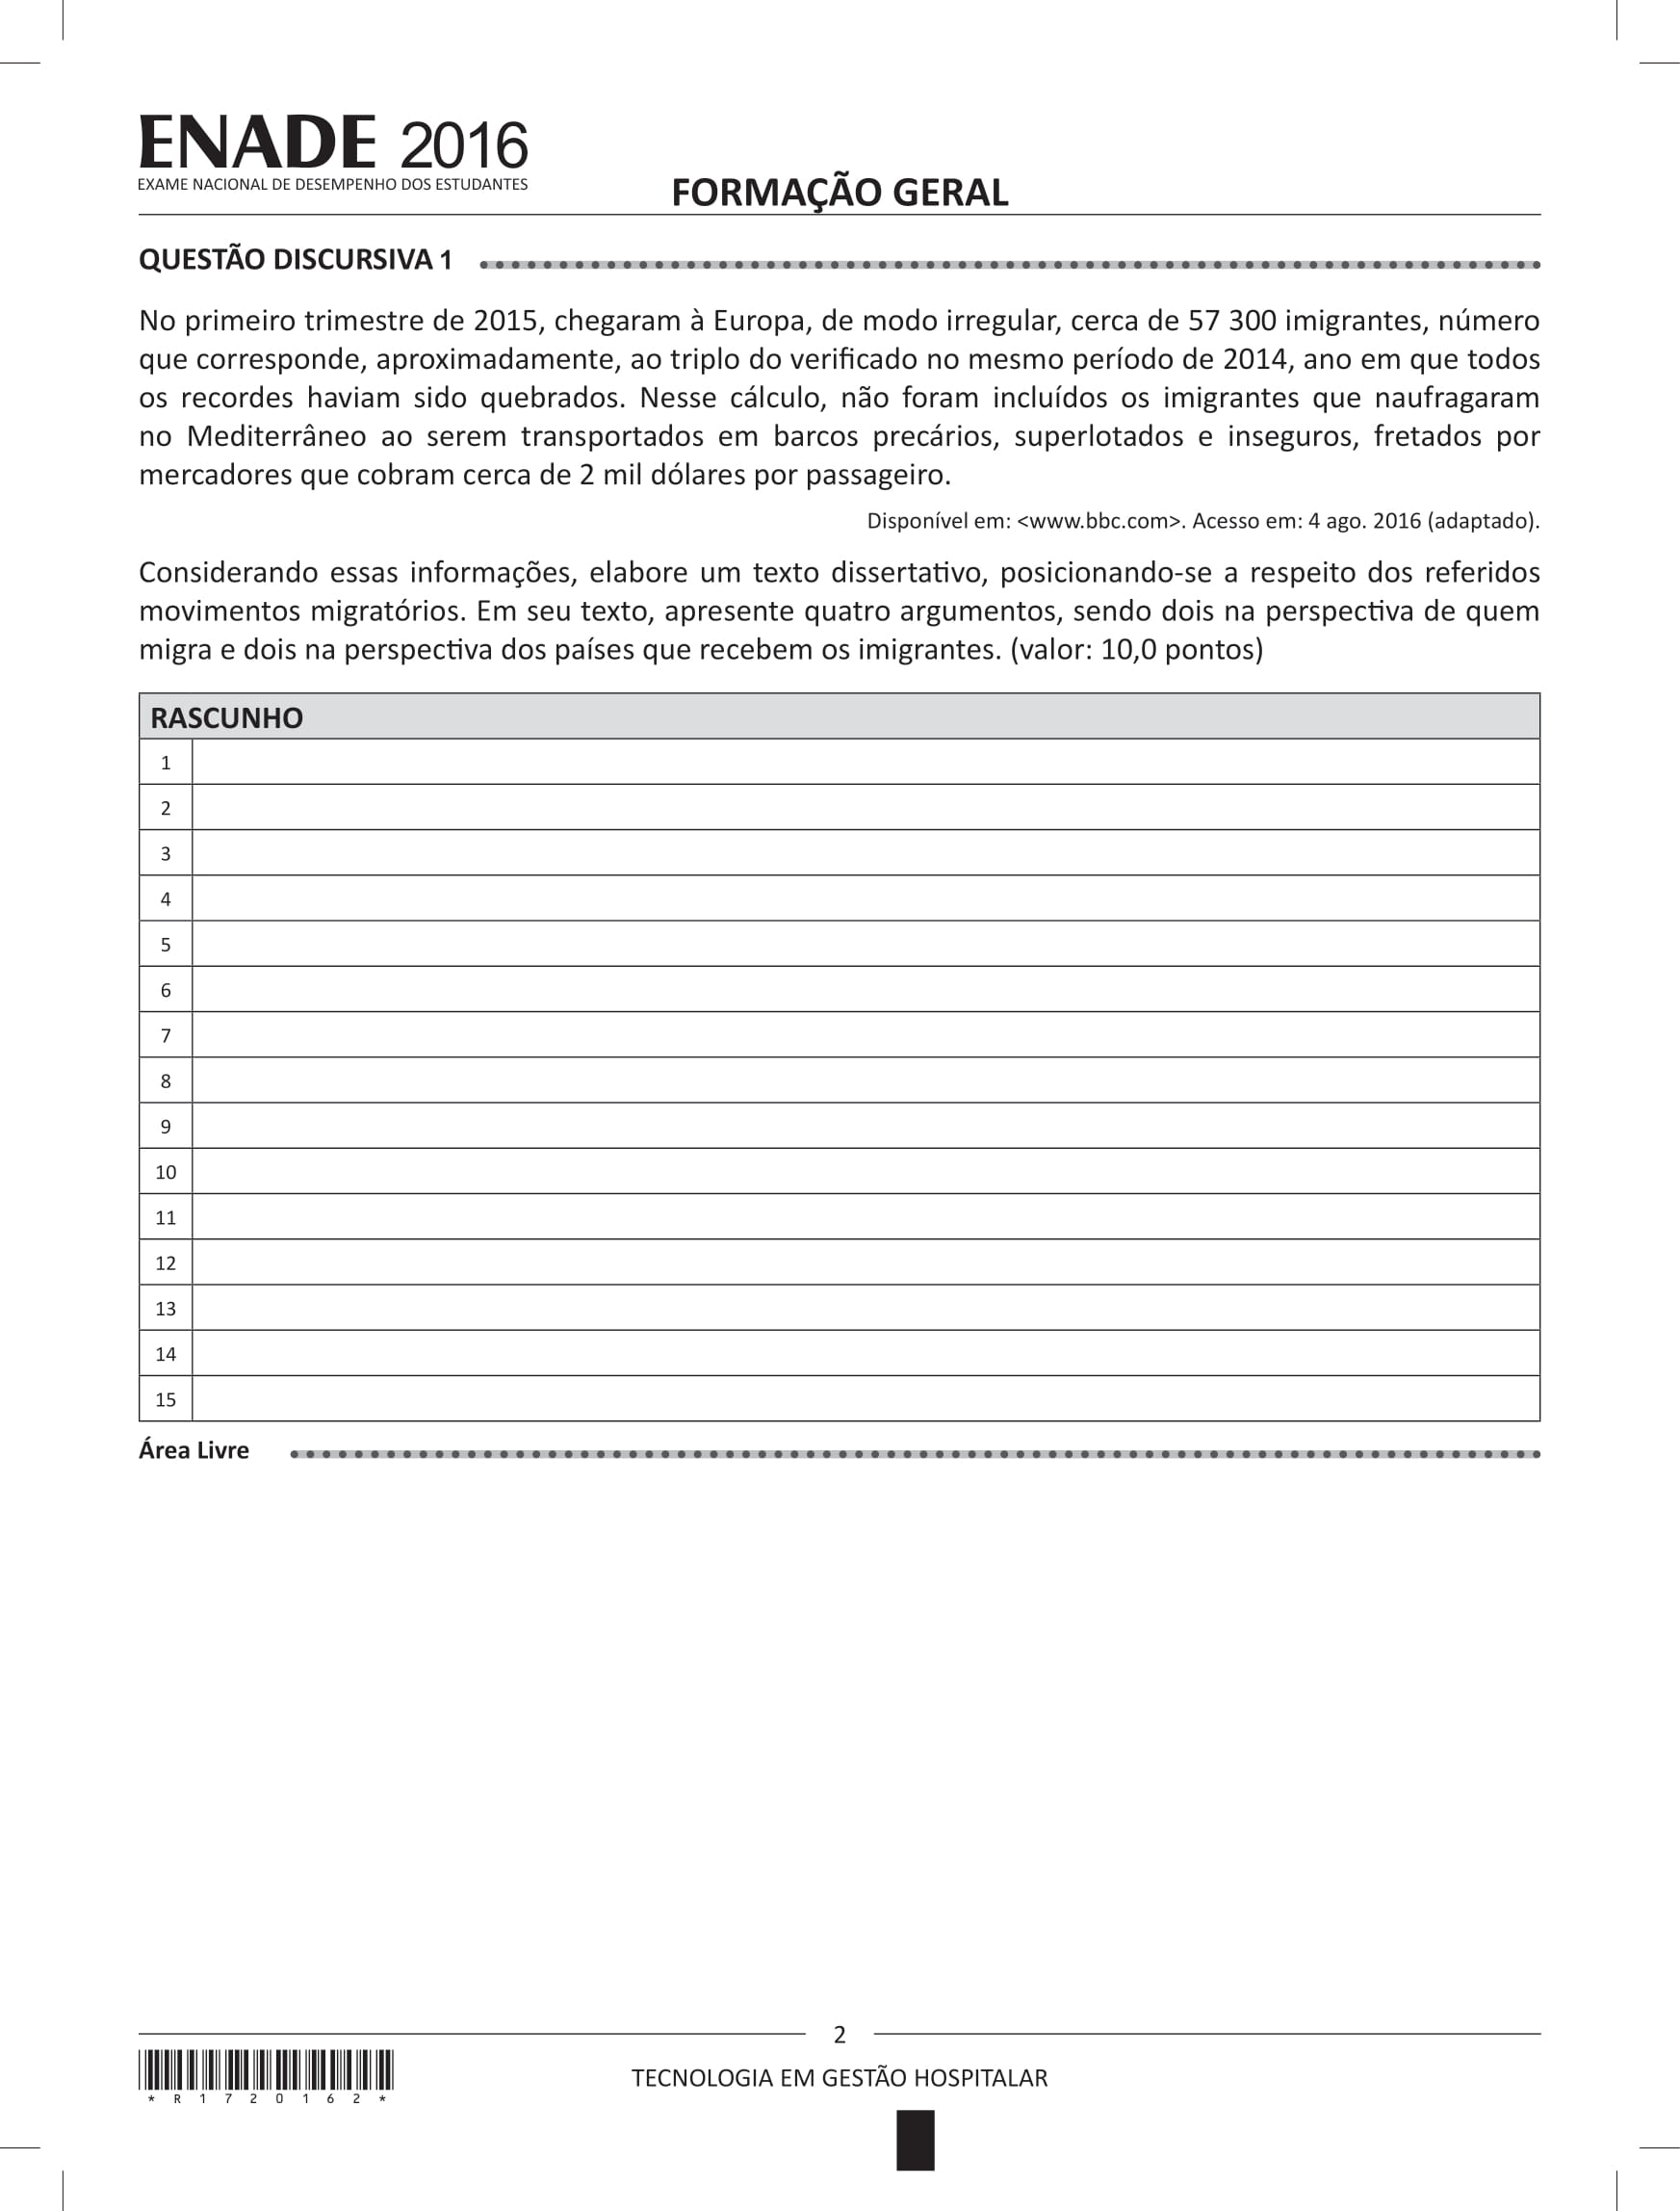 ENADE 2016
EXAME NACIONAL DE DESEMPENHO DOS ESTUDANTES
FORMAÇÃO GERAL
QUESTÃO DISCURSIVA 1
No primeiro trimestre de 2015, chegaram à Europa, de modo irregular, cerca de 57 300 imigrantes, número
que corresponde, aproximadamente, ao triplo do verificado no mesmo período de 2014, ano em que todos
os recordes haviam sido quebrados. Nesse cálculo, não foram incluídos os imigrantes que naufragaram
no Mediterrâneo ao serem transportados em barcos precários, superlotados e inseguros, fretados por
mercadores que cobram cerca de 2 mil dólares por passageiro.
Disponível em: <www.bbc.com>. Acesso em: 4 ago. 2016 (adaptado).
Considerando essas informações, elabore um texto dissertativo, posicionando-se a respeito dos referidos
movimentos migratórios. Em seu texto, apresente quatro argumentos, sendo dois na perspectiva de quem
migra e dois na perspectiva dos países que recebem os imigrantes. (valor: 10,0 pontos)
RASCUNHO
1
2
3
4
5
6
7
8
9
10
11
12
13
14
15
Área Livre
2
TECNOLOGIA EM GESTÃO HOSPITALAR
* R 1 7 2 0 1 6 2 *